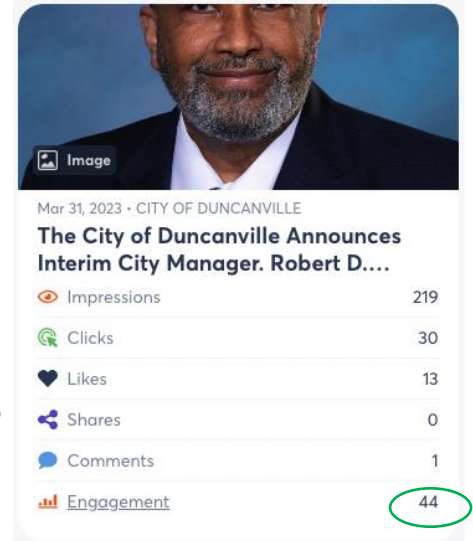 Image
Mar 31, 2023 • CITY OF DUNCANVILLE
The City of Duncanville Announces
Interim City Manager. Robert D....
Impressions 219
Clicks 30
Likes 13
Shares 0
Comments 1
Engagement 44